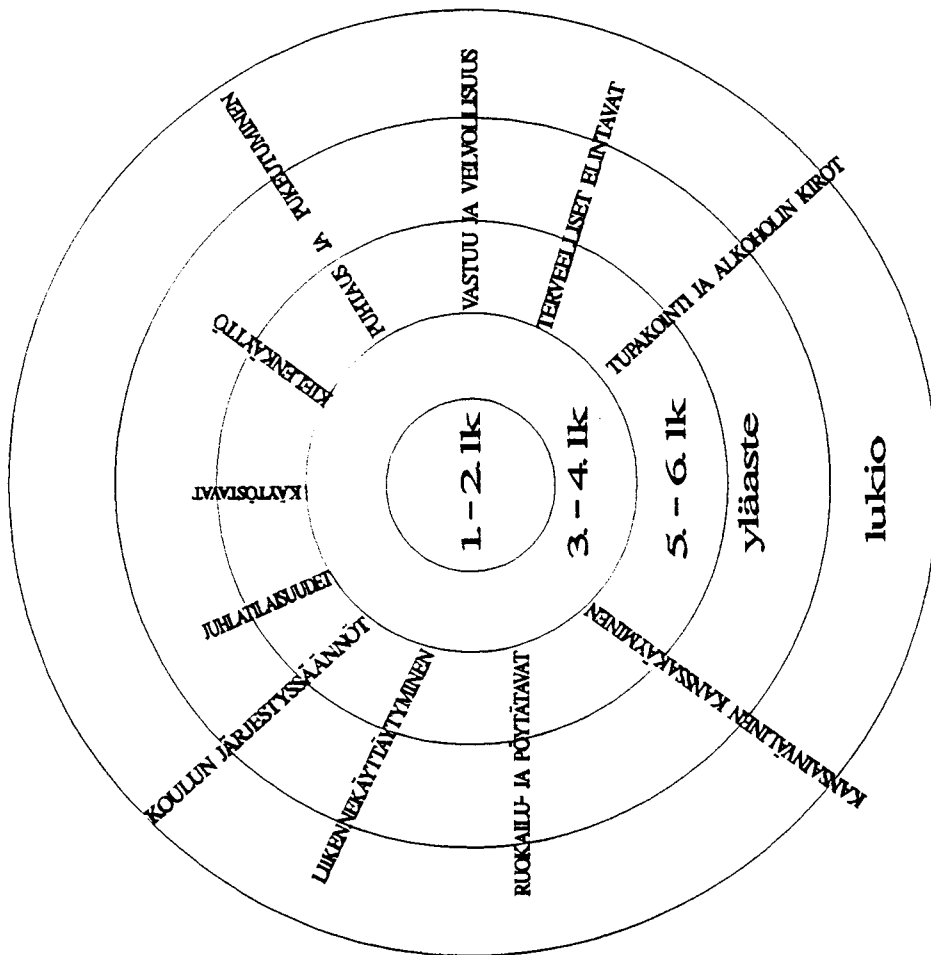 1.-2. lk
3.-4. lk
5.-6. lk
yläaste
lukio
VASTUU JA VELVOLLISUUS
TERVEELLISET ELINTAVAT
TUPAKOINTI JA ALKOHOLIN KIROT
KANSAINVÄLINEN KANSSAKÄYMINEN
RUOKAILU- JA PÖYTÄTAVAT
LIIKENNEKÄYTTÄYTYMINEN
KOULUN JÄRJESTYSSÄÄNNÖT
JUHLATILAISUUDET
KÄYTÖSTAVAT
KIELENKÄYTTÖ
PUHTAUS JA PUKEUTUMINEN